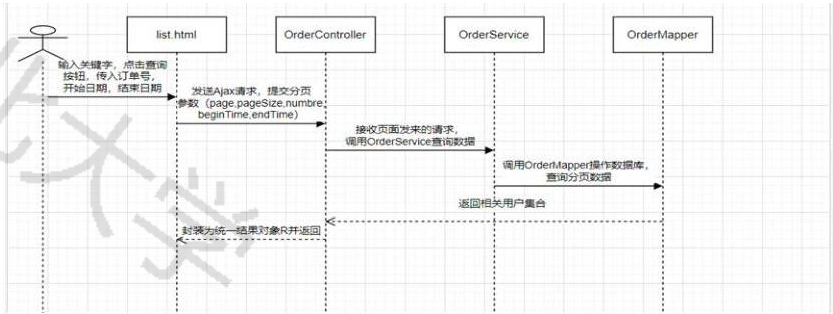 list.html
OrderController
OrderService
OrderMapper
输入关键字，点击查询
按钮，传入订单号，
开始日期，结束日期
发送Ajax请求，提交分页
参数（page,pageSize,numbre,
beginTime,endTime）
接收页面发来的请求，
调用OrderService查询数据
调用OrderMapper操作数据库，
查询分页数据
返回相关用户集合
封装为统一结果对象R并返回
大学